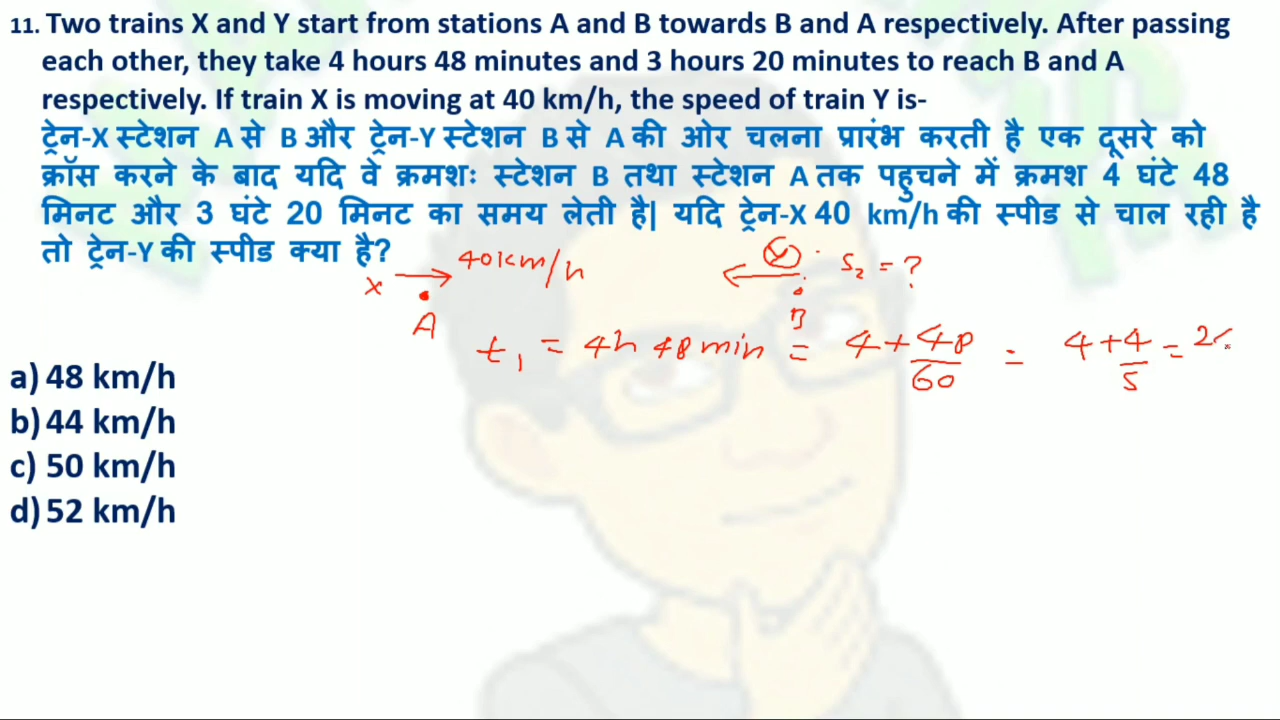 11. Two trains X and Y start from stations A and B towards B and A respectively. After passing
each other, they take 4 hours 48 minutes and 3 hours 20 minutes to reach B and A
respectively. If train X is moving at 40 km/h, the speed of train Y is-
ट्रेन-X स्टेशन A से B और ट्रेन-Y स्टेशन B से A की ओर चलना प्रारंभ करती है एक दूसरे को
क्रॉस करने के बाद यदि वे क्रमशः स्टेशन B तथा स्टेशन A तक पहुचने में क्रमश 4 घंटे 48
मिनट और 3 घंटे 20 मिनट का समय लेती है| यदि ट्रेन-X 40 km/h की स्पीड से चाल रही है
तो ट्रेन-Y की स्पीड क्या है?
X → 40km/h ← Y S₂ = ?
A B
t₁ = 4h 48 min = 4 + 48/60 = 4 + 4/5 = 2
a) 48 km/h
b) 44 km/h
c) 50 km/h
d) 52 km/h